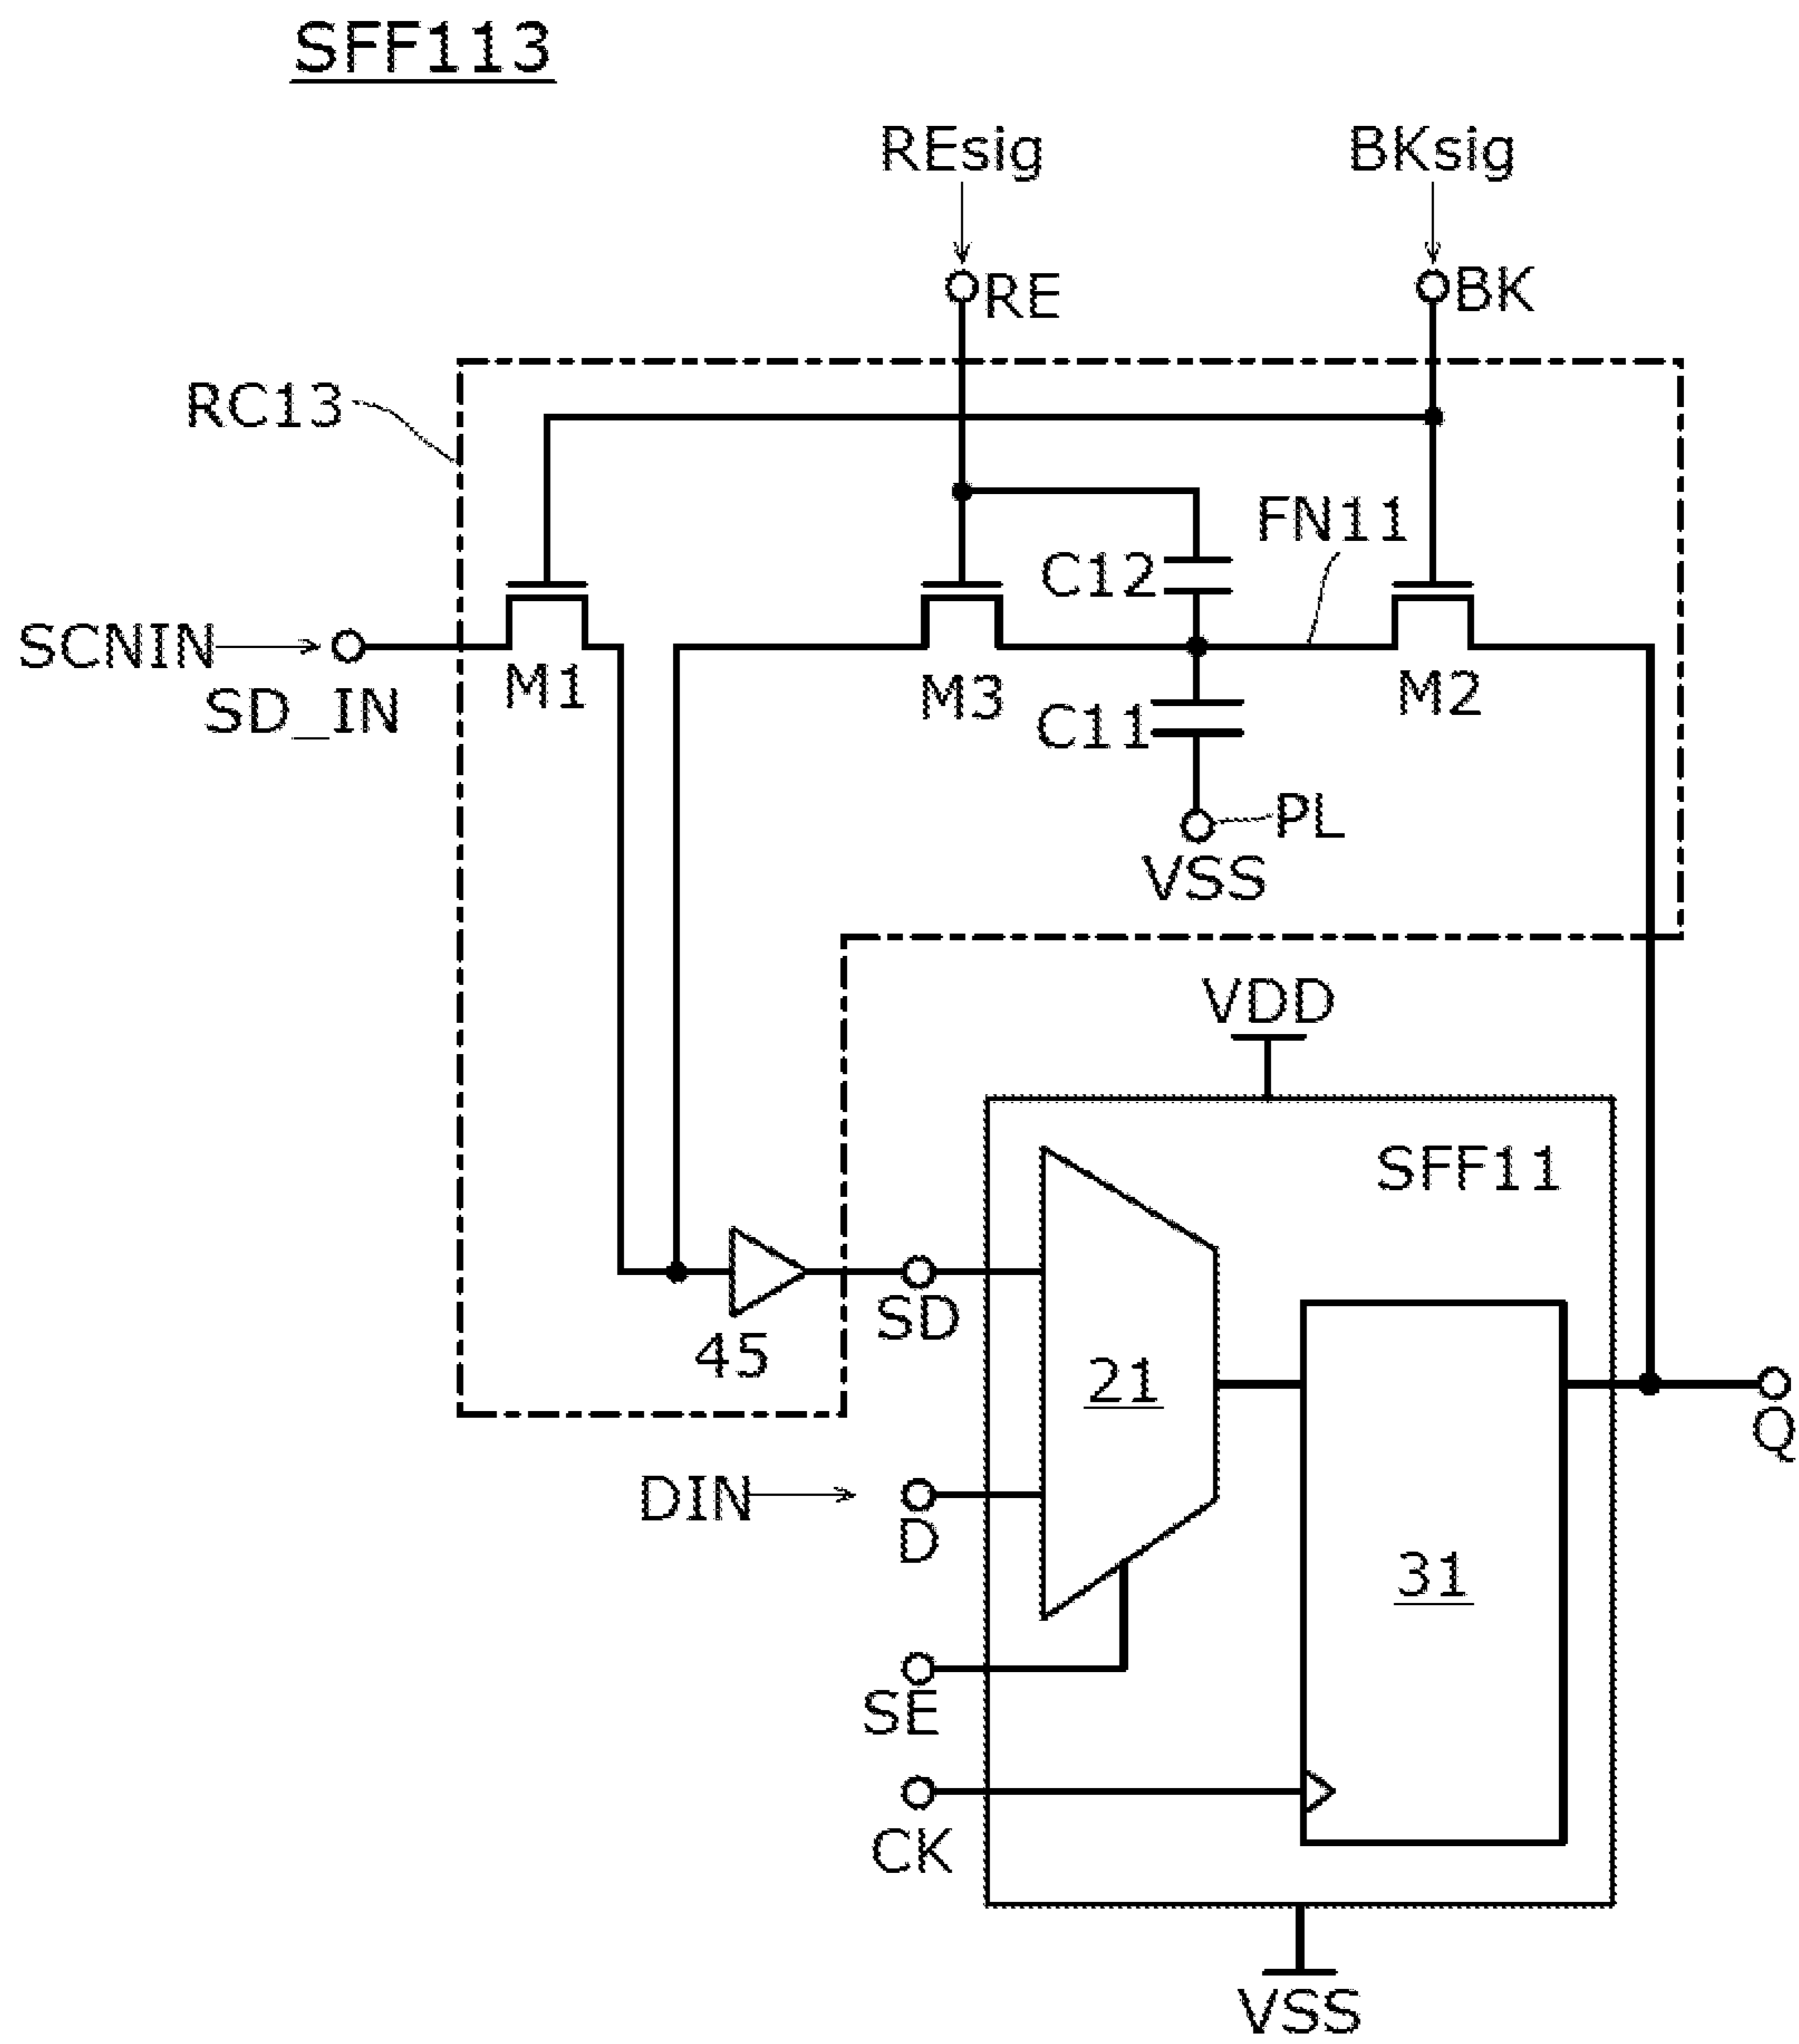 SFF113
REsig
BKsig
RE
BK
RC13
FN11
C12
SCNIN
SD_IN
M1
M3
C11
M2
PL
VSS
VDD
SFF11
SD
45
21
Q
DIN
D
31
SE
CK
VSS